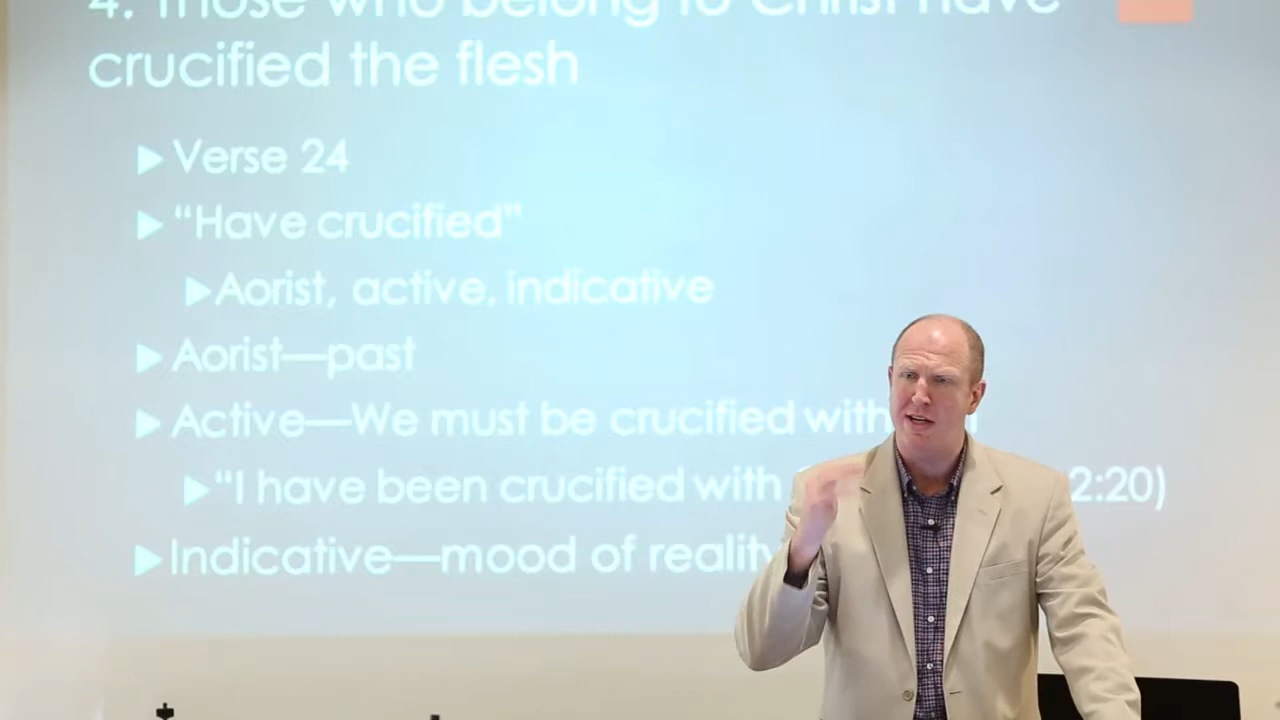 4. Those who belong to Christ have
crucified the flesh
Verse 24
“Have crucified”
Aorist, active, indicative
Aorist—past
Active—We must be crucified with
“I have been crucified with 2:20)
Indicative—mood of reality